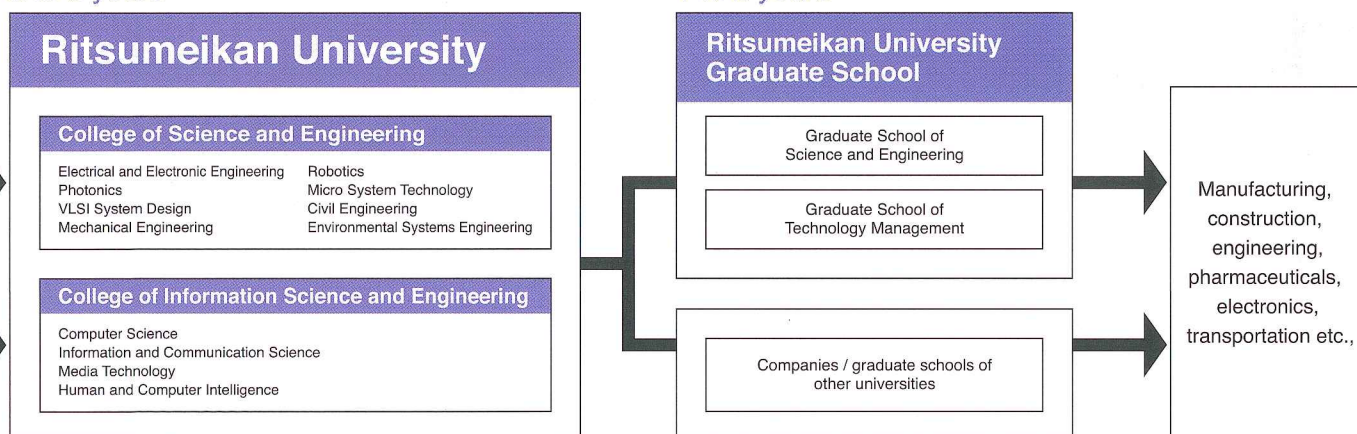 Ritsumeikan University
College of Science and Engineering
Electrical and Electronic Engineering
Photonics
VLSI System Design
Mechanical Engineering
Robotics
Micro System Technology
Civil Engineering
Environmental Systems Engineering
College of Information Science and Engineering
Computer Science
Information and Communication Science
Media Technology
Human and Computer Intelligence
Ritsumeikan University
Graduate School
Graduate School of
Science and Engineering
Graduate School of
Technology Management
Companies / graduate schools of
other universities
Manufacturing,
construction,
engineering,
pharmaceuticals,
electronics,
transportation etc.,